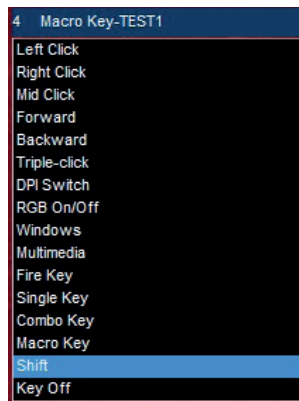 4 Macro Key-TEST1
Left Click
Right Click
Mid Click
Forward
Backward
Triple-click
DPI Switch
RGB On/Off
Windows
Multimedia
Fire Key
Single Key
Combo Key
Macro Key
Shift
Key Off